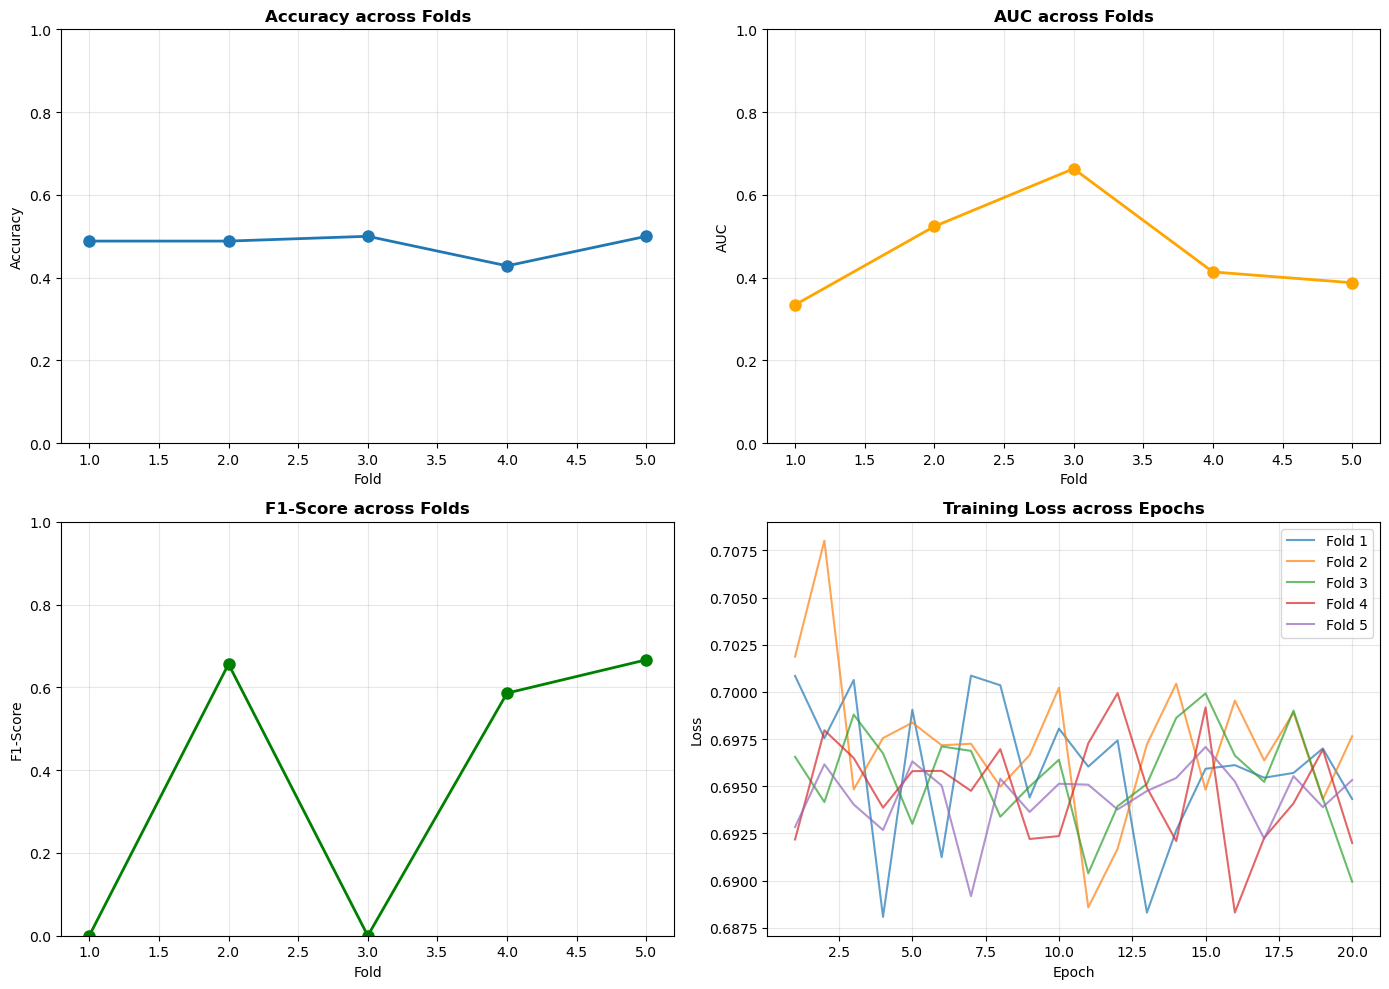 Accuracy across Folds
1.0
0.8
0.6
0.4
0.2
0.0
Accuracy
1.0 1.5 2.0 2.5 3.0 3.5 4.0 4.5 5.0
Fold
AUC across Folds
1.0
0.8
0.6
0.4
0.2
0.0
AUC
1.0 1.5 2.0 2.5 3.0 3.5 4.0 4.5 5.0
Fold
F1-Score across Folds
1.0
0.8
0.6
0.4
0.2
0.0
F1-Score
1.0 1.5 2.0 2.5 3.0 3.5 4.0 4.5 5.0
Fold
Training Loss across Epochs
0.7075
0.7050
0.7025
0.7000
0.6975
0.6950
0.6925
0.6900
0.6875
Loss
Fold 1
Fold 2
Fold 3
Fold 4
Fold 5
2.5 5.0 7.5 10.0 12.5 15.0 17.5 20.0
Epoch